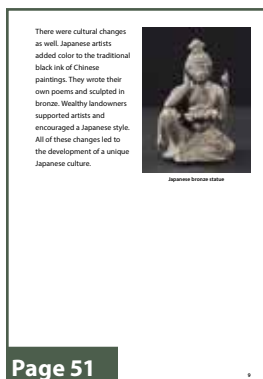 There were cultural changes
as well. Japanese artists
added color to the traditional
black ink of Chinese
paintings. They wrote their
own poems and sculpted in
bronze. Wealthy landowners
supported artists and
encouraged a Japanese style.
All of these changes led to
the development of a unique
Japanese culture.
Japanese bronze statue
Page 51
9